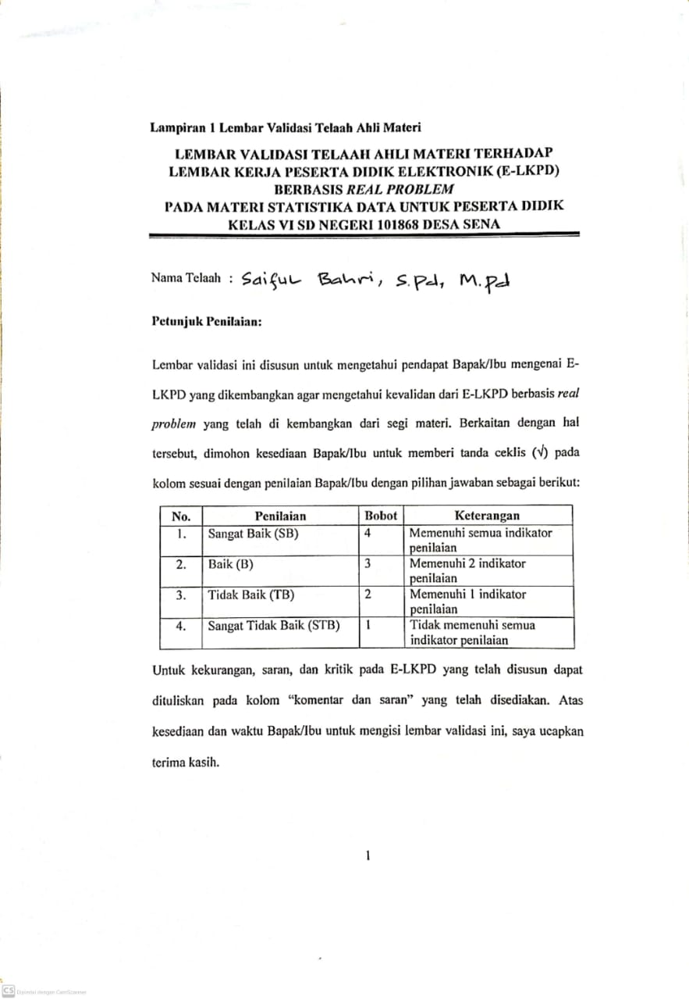 Lampiran 1 Lembar Validasi Telaah Ahli Materi
LEMBAR VALIDASI TELAAH AHLI MATERI TERHADAP
LEMBAR KERJA PESERTA DIDIK ELEKTRONIK (E-LKPD)
BERBASIS REAL PROBLEM
PADA MATERI STATISTIKA DATA UNTUK PESERTA DIDIK
KELAS VI SD NEGERI 101868 DESA SENA
Nama Telaah : Saiful Bahri, S.Pd, M.Pd
Petunjuk Penilaian:
Lembar validasi ini disusun untuk mengetahui pendapat Bapak/Ibu mengenai E-
LKPD yang dikembangkan agar mengetahui kevalidan dari E-LKPD berbasis real
problem yang telah di kembangkan dari segi materi. Berkaitan dengan hal
tersebut, dimohon kesediaan Bapak/Ibu untuk memberi tanda ceklis (√) pada
kolom sesuai dengan penilaian Bapak/Ibu dengan pilihan jawaban sebagai berikut:
No. Penilaian Bobot Keterangan
1. Sangat Baik (SB) 4 Memenuhi semua indikator
penilaian
2. Baik (B) 3 Memenuhi 2 indikator
penilaian
3. Tidak Baik (TB) 2 Memenuhi 1 indikator
penilaian
4. Sangat Tidak Baik (STB) 1 Tidak memenuhi semua
indikator penilaian
Untuk kekurangan, saran, dan kritik pada E-LKPD yang telah disusun dapat
dituliskan pada kolom “komentar dan saran” yang telah disediakan. Atas
kesediaan dan waktu Bapak/Ibu untuk mengisi lembar validasi ini, saya ucapkan
terima kasih.
1
CS Dipindai dengan CamScanner